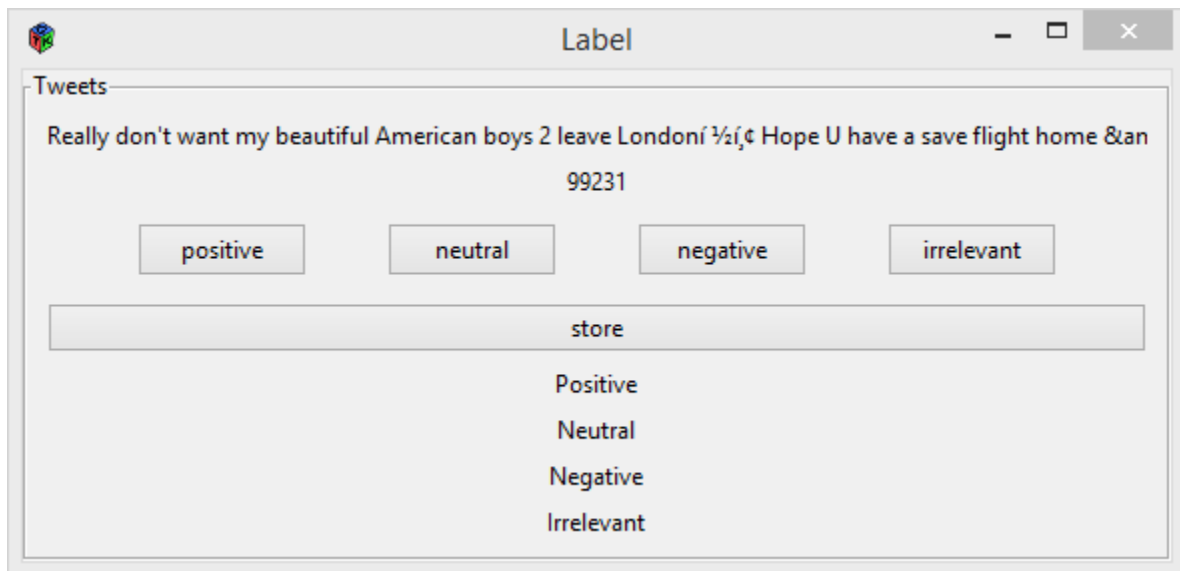 Label
Tweets
Really don't want my beautiful American boys 2 leave Londoní ½í¸¢ Hope U have a save flight home &an
99231
positive neutral negative irrelevant
store
Positive
Neutral
Negative
Irrelevant